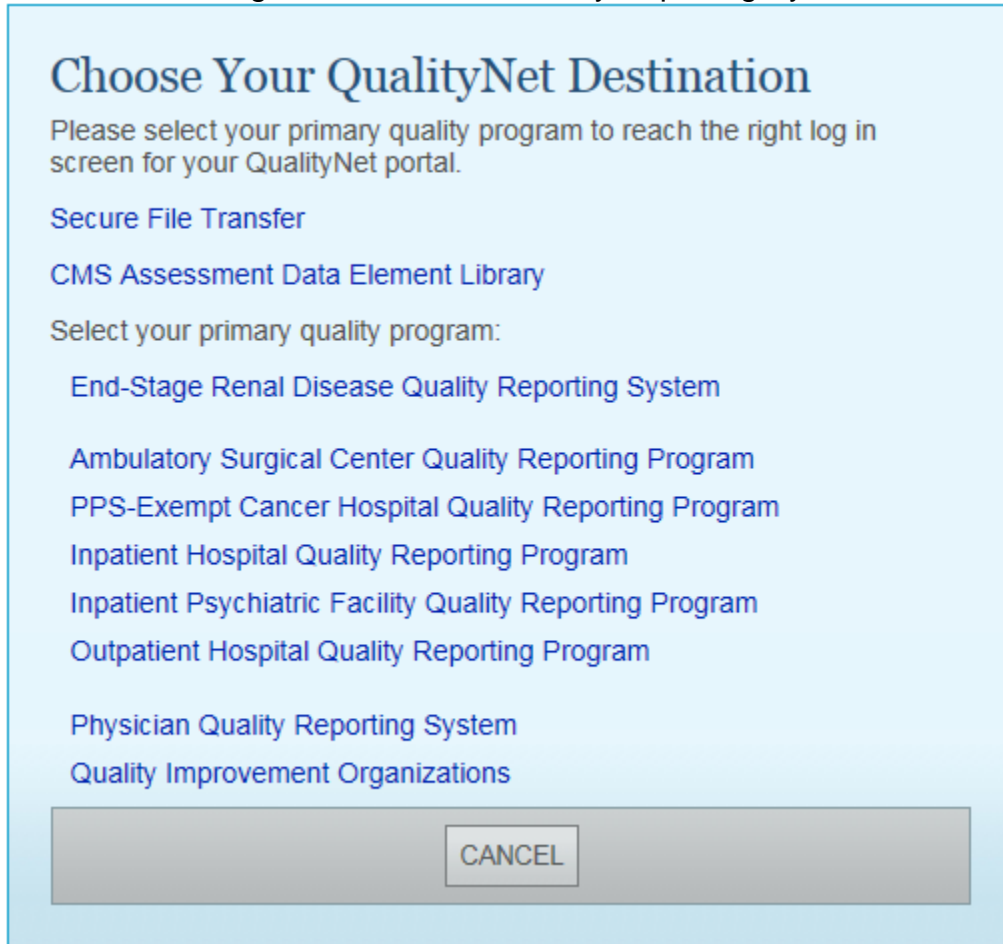 Choose Your QualityNet Destination
Please select your primary quality program to reach the right log in
screen for your QualityNet portal.
Secure File Transfer
CMS Assessment Data Element Library
Select your primary quality program:
End-Stage Renal Disease Quality Reporting System
Ambulatory Surgical Center Quality Reporting Program
PPS-Exempt Cancer Hospital Quality Reporting Program
Inpatient Hospital Quality Reporting Program
Inpatient Psychiatric Facility Quality Reporting Program
Outpatient Hospital Quality Reporting Program
Physician Quality Reporting System
Quality Improvement Organizations
CANCEL